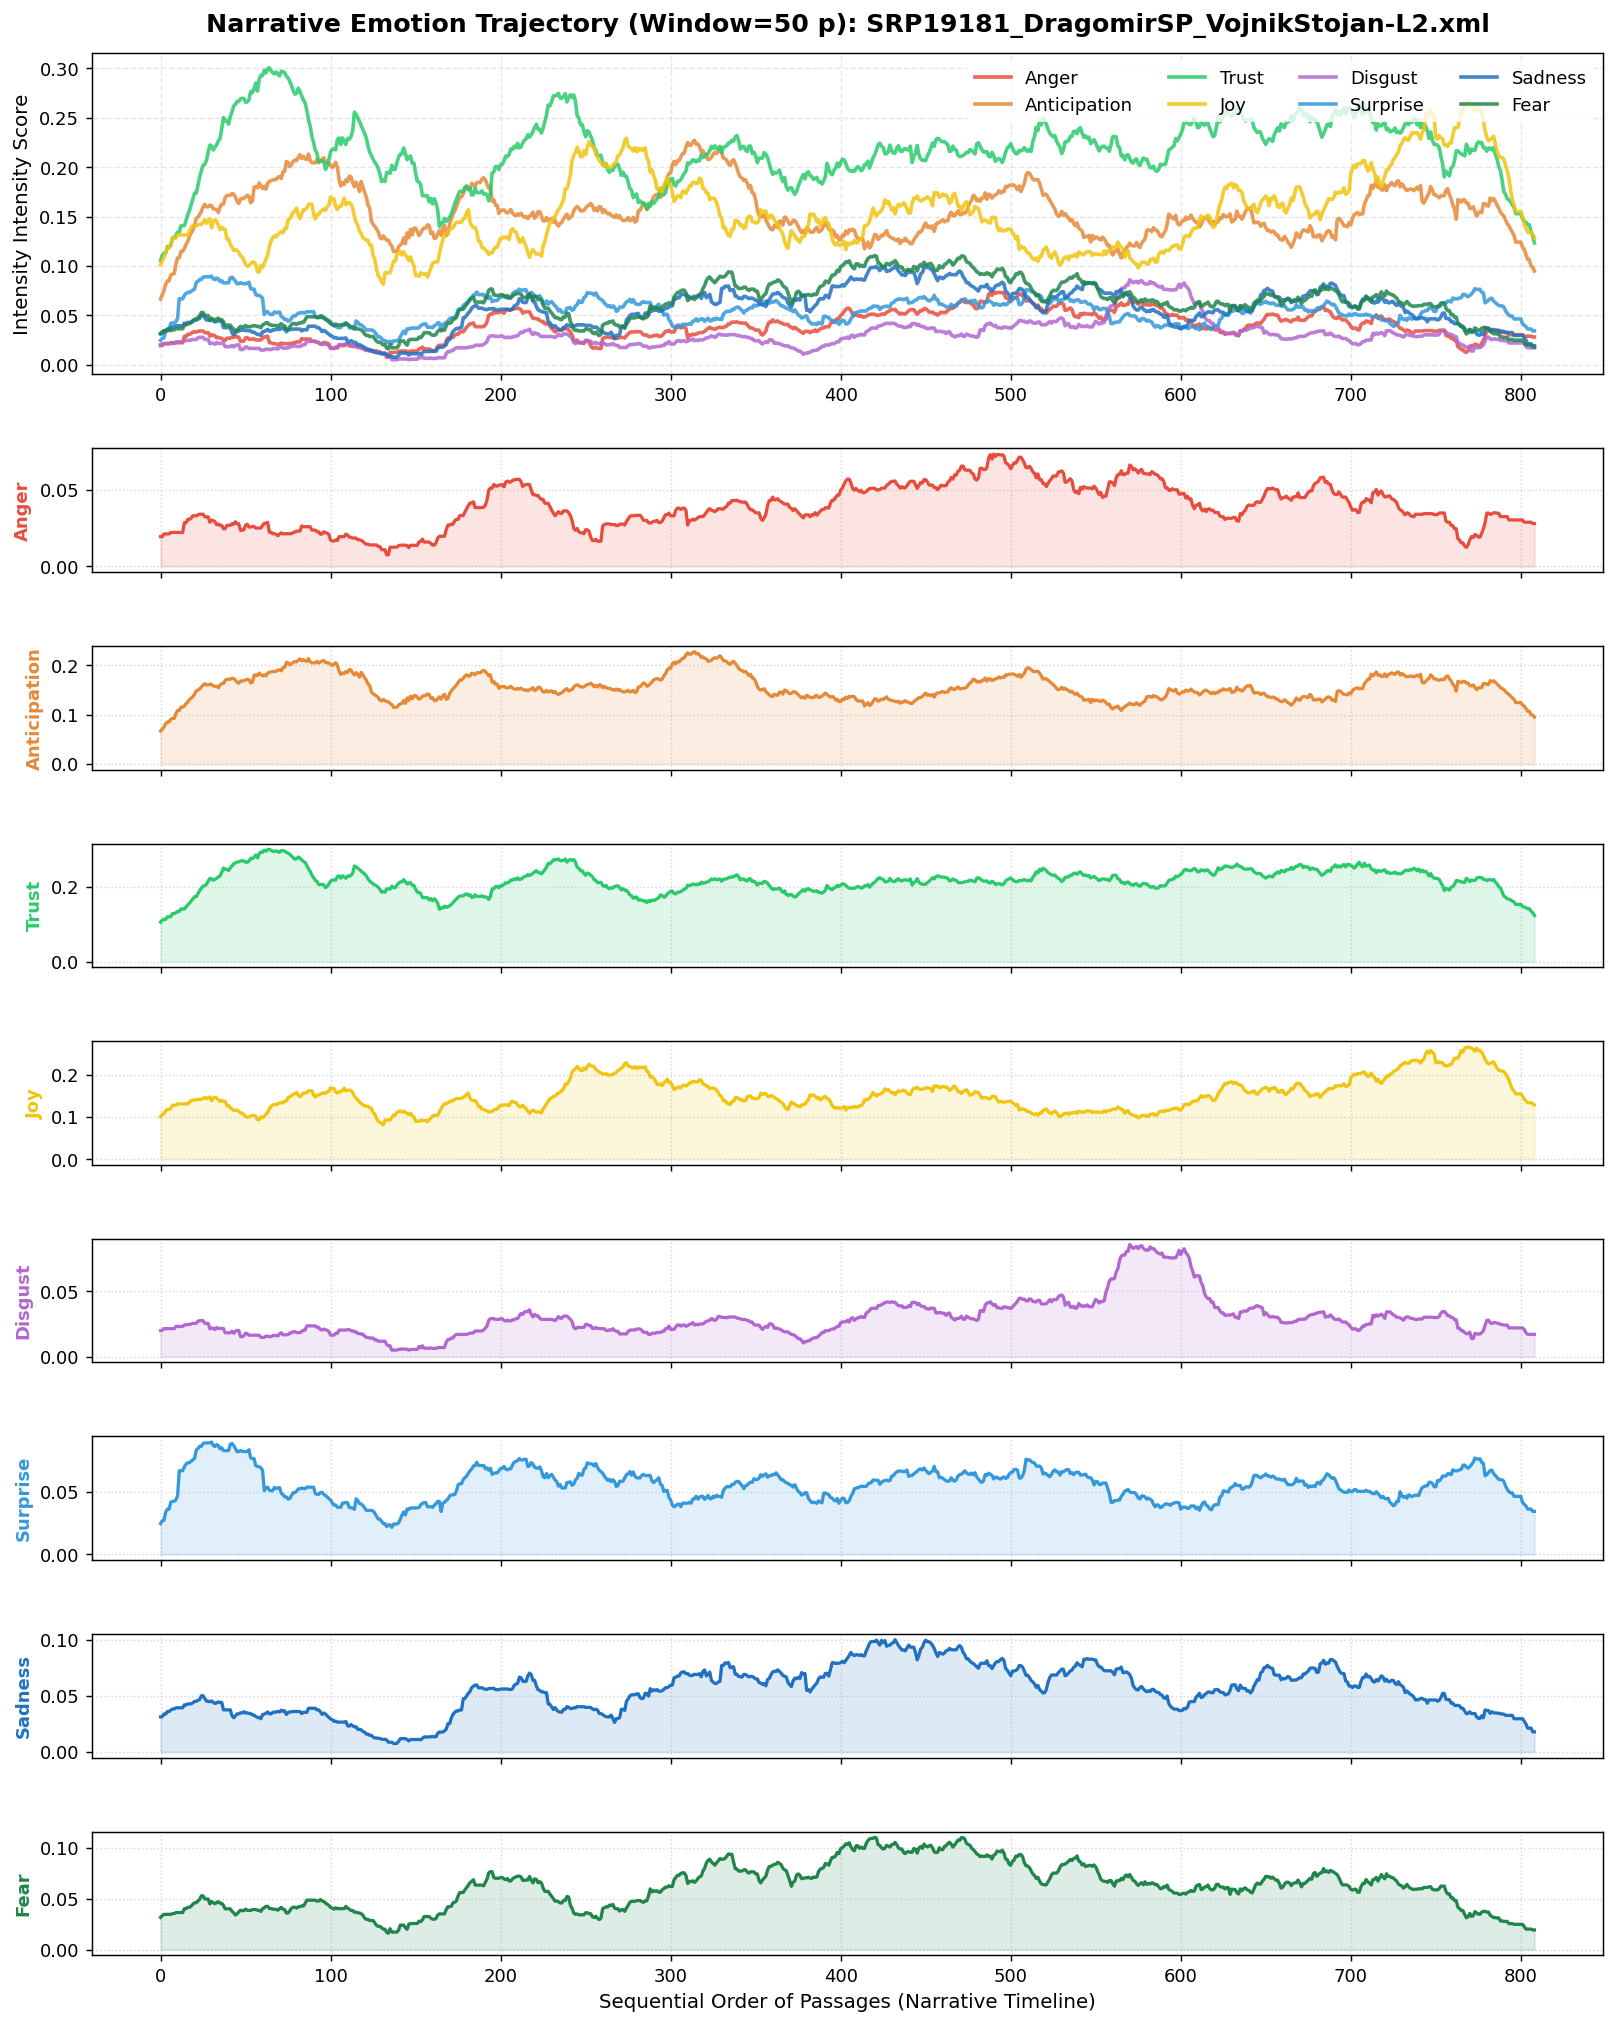 Narrative Emotion Trajectory (Window=50 p): SRP19181_DragomirSP_VojnikStojan-L2.xml
Intensity Intensity Score
0.30
0.25
0.20
0.15
0.10
0.05
0.00
Anger Trust Disgust Sadness
Anticipation Joy Surprise Fear
0 100 200 300 400 500 600 700 800
Anger
0.05
0.00
Anticipation
0.2
0.1
0.0
Trust
0.2
0.0
Joy
0.2
0.1
0.0
Disgust
0.05
0.00
Surprise
0.05
0.00
Sadness
0.10
0.05
0.00
Fear
0.10
0.05
0.00
0 100 200 300 400 500 600 700 800
Sequential Order of Passages (Narrative Timeline)